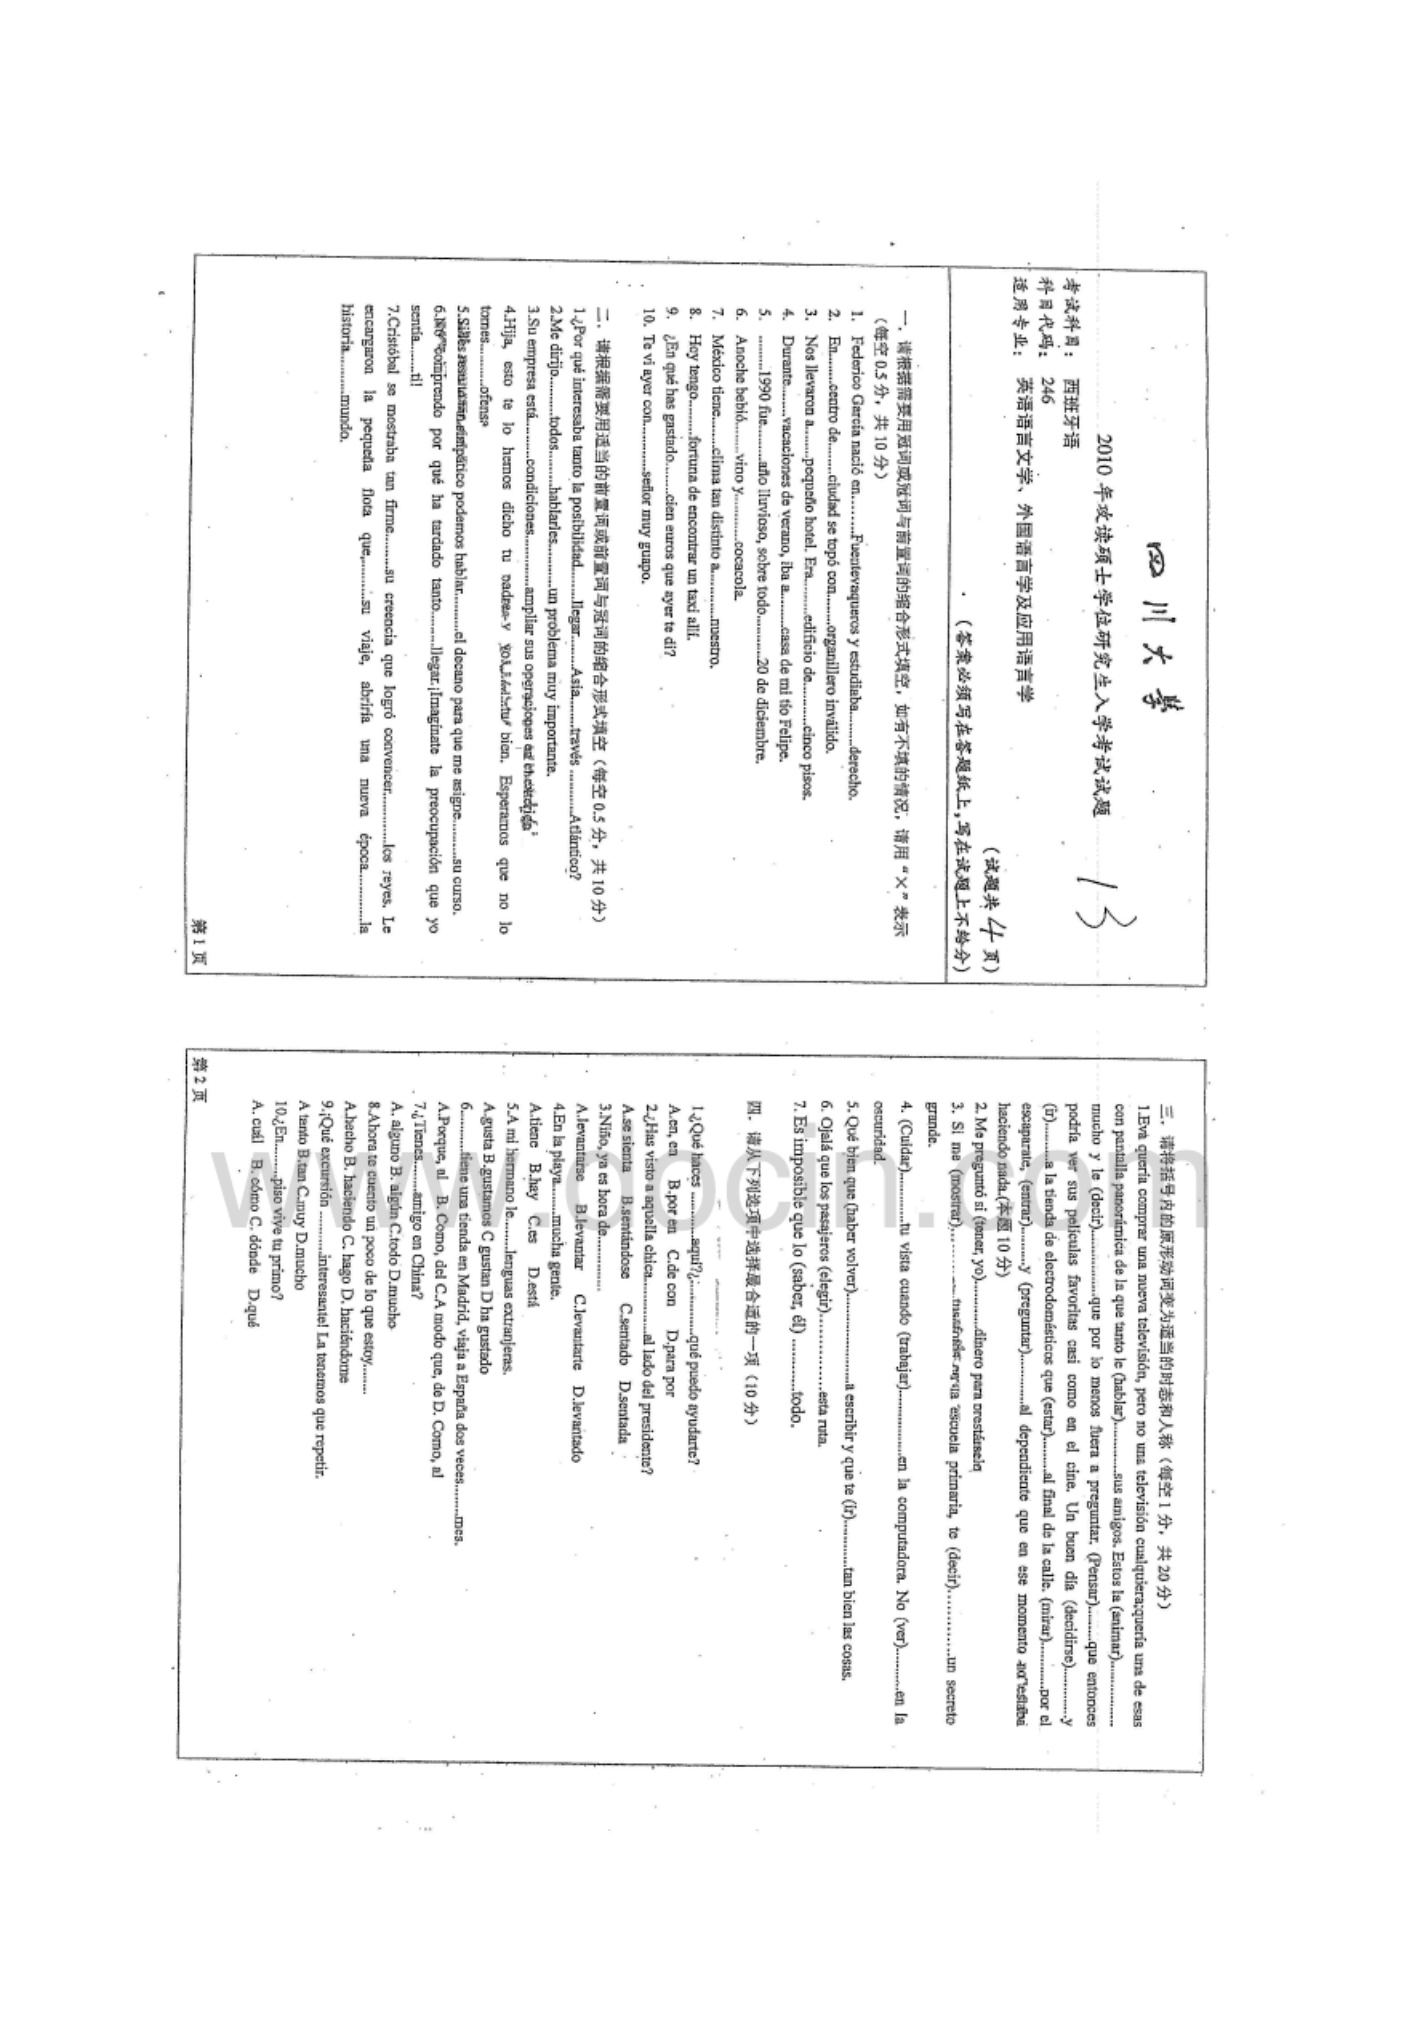 四川大学
2010年攻读硕士学位研究生入学考试试题
13
考试科目： 西班牙语
科目代码： 246
适用专业： 英语语言文学、外国语言学及应用语言学
（试题共4页）
（答案必须写在答题纸上，写在试题上不给分）
一．请根据需要用冠词或冠词与前置词的缩合形式填空，如有不填的情况，请用“×”表示
（每空0.5分，共10分）
1. Federico García nació en........Fuentevaqueros y estudiaba........derecho.
2. En........centro de........ciudad se topó con........organillero inválido.
3. Nos llevaron a........pequeño hotel. Era..........edificio de...........cinco pisos.
4. Durante.........vacaciones de verano, iba a.........casa de mi tío Felipe.
5. ..........1990 fue..........año lluvioso, sobre todo...........20 de diciembre.
6. Anoche bebió.........vino y............cocacola.
7. México tiene.........clima tan distinto a............nuestro.
8. Hoy tengo.........fortuna de encontrar un taxi allí.
9. ¿En qué has gastado.........cien euros que ayer te di?
10. Te vi ayer con............señor muy guapo.
二．请根据需要用适当的前置词或前置词与冠词的缩合形式填空（每空0.5分，共10分）
1.¿Por qué interesaba tanto la posibilidad........llegar........Asia........través ...........Atlántico?
2.Me dirijo..........todos..........hablarles...........un problema muy importante.
3.Su empresa está..........condiciones............ampliar sus operaciones
4.Hija, esto te lo hemos dicho tu padre y bien. Esperamos que no lo
tomes...........ofensa
5. simpático podemos hablar..........el decano para que me asigne..........su curso.
6.No comprendo por qué ha tardado tanto.........llegar.¡Imagínate la preocupación que yo
sentía........ti!
7.Cristóbal se mostraba tan firme.........su creencia que logró convencer............los reyes. Le
encargaron la pequeña flota que,..........su viaje, abriría una nueva época............la
historia............mundo.
第1页
三．请将括号内的原形动词变为适当的时态和人称（每空1分，共20分）
1.Eva quería comprar una nueva televisión, pero no una televisión cualquiera;quería una de esas
con pantalla panorámica de la que tanto le (hablar)............sus amigos. Estos la (animar)..............
mucho y le (decir)................que por lo menos fuera a preguntar. (Pensar).........que entonces
podría ver sus películas favoritas casi como en el cine. Un buen día (decidirse)............y
(ir)..........a la tienda de electrodomésticos que (estar).........al final de la calle. (mirar)...........por el
escaparate, (entrar)..........y (preguntar)............al dependiente que en ese momento no estaba
haciendo nada.(本题10分)
2. Me preguntó si (tener, yo)............dinero para prestárselo
3. Si me (mostrar) escuela primaria, te (decir)............un secreto
grande.
4. (Cuidar)............tu vista cuando (trabajar)................en la computadora. No (ver)...........en la
oscuridad.
5. Qué bien que (haber volver)....................a escribir y que te (ir)............tan bien las cosas.
6. Ojalá que los pasajeros (elegir)..............esta ruta.
7. Es imposible que lo (saber, él) ............todo.
四．请从下列选项中选择最合适的一项（10分）
1.¿Qué haces ...........aquí?¿............qué puedo ayudarte?
A.en, en B.por en C.de con D.para por
2.¿Has visto a aquella chica.............al lado del presidente?
A.se sienta B.sentándose C.sentado D.sentada
3.Niño, ya es hora de..............
A.levantarse B.levantar C.levantarte D.levantado
4.En la playa.........mucha gente.
A.tiene B.hay C.es D.está
5.A mi hermano le.........lenguas extranjeras.
A.gusta B.gustamos C gustan D ha gustado
6...........tiene una tienda en Madrid, viaja a España dos veces.........mes.
A.Porque, al B. Como, del C.A modo que, de D. Como, al
7.¿Tienes.........amigo en China?
A. alguno B. algún C.todo D.mucho
8.Ahora te cuento un poco de lo que estoy.........
A.hecho B. haciendo C. hago D. haciéndome
9.¡Qué excursión ............interesante! La tenemos que repetir.
A tanto B.tan C.muy D.mucho
10.¿En..........piso vive tu primo?
A. cuál B. cómo C. dónde D.qué
第2页